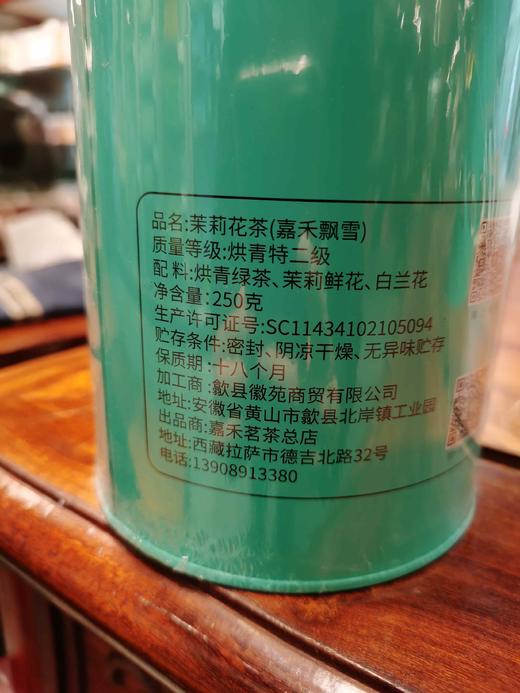 品名:茉莉花茶(嘉禾飘雪)
质量等级:烘青特二级
配 料:烘青绿茶、茉莉鲜花、白兰花
净含量:250克
生产许可证号:SC11434102105094
贮存条件:密封、阴凉干燥、无异味贮存
保质期:十八个月
加工商:歙县徽苑商贸有限公司
地址:安徽省黄山市歙县北岸镇工业园
出品商:嘉禾茗茶总店
地址:西藏拉萨市德吉北路32号
电话:13908913380